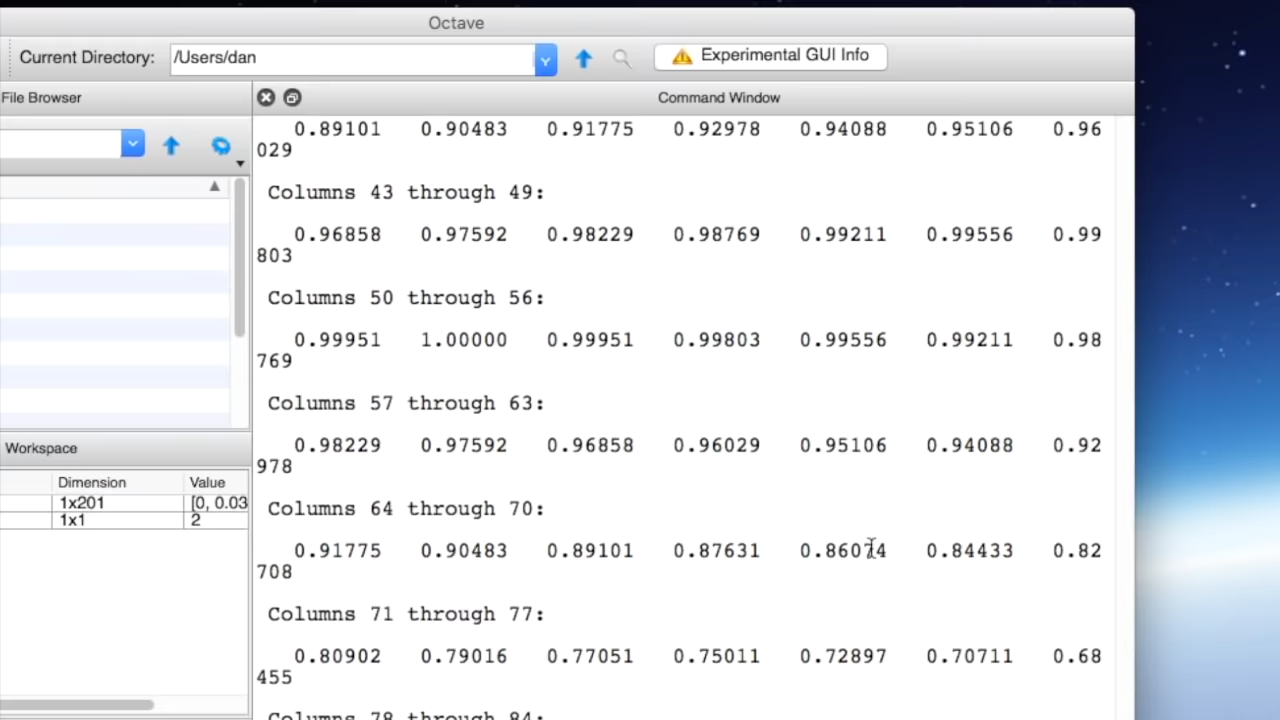 Octave
Current Directory: /Users/dan Experimental GUI Info
File Browser
Command Window
0.89101 0.90483 0.91775 0.92978 0.94088 0.95106 0.96
029
Columns 43 through 49:
0.96858 0.97592 0.98229 0.98769 0.99211 0.99556 0.99
803
Columns 50 through 56:
0.99951 1.00000 0.99951 0.99803 0.99556 0.99211 0.98
769
Columns 57 through 63:
0.98229 0.97592 0.96858 0.96029 0.95106 0.94088 0.92
978
Columns 64 through 70:
0.91775 0.90483 0.89101 0.87631 0.86074 0.84433 0.82
708
Columns 71 through 77:
0.80902 0.79016 0.77051 0.75011 0.72897 0.70711 0.68
455
Columns 78 through 84:
Workspace
Dimension Value
1x201 [0, 0.03
1x1 2